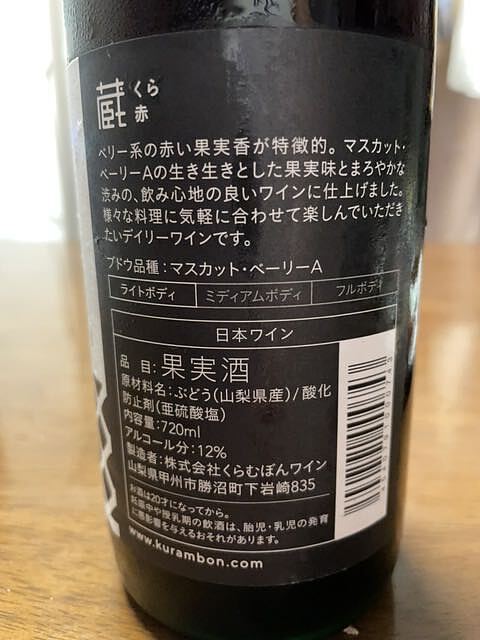 蔵 くら
赤
ベリー系の赤い果実香が特徴的。マスカット・
ベーリーAの生き生きとした果実味とまろやかな
渋みの、飲み心地の良いワインに仕上げました。
様々な料理に気軽に合わせて楽しんでいただき
たいデイリーワインです。
ブドウ品種：マスカット・ベーリーA
ライトボディ ミディアムボディ フルボディ
日本ワイン
品 目：果実酒
原材料名：ぶどう(山梨県産)/酸化
防止剤(亜硫酸塩)
内容量：720ml
アルコール分：12%
製造者：株式会社くらむぼんワイン
山梨県甲州市勝沼町下岩崎835
お酒は20才になってから。
妊娠中や授乳期の飲酒は、胎児・乳児の発育
に悪影響を与えるおそれがあります。
www.kurambon.com